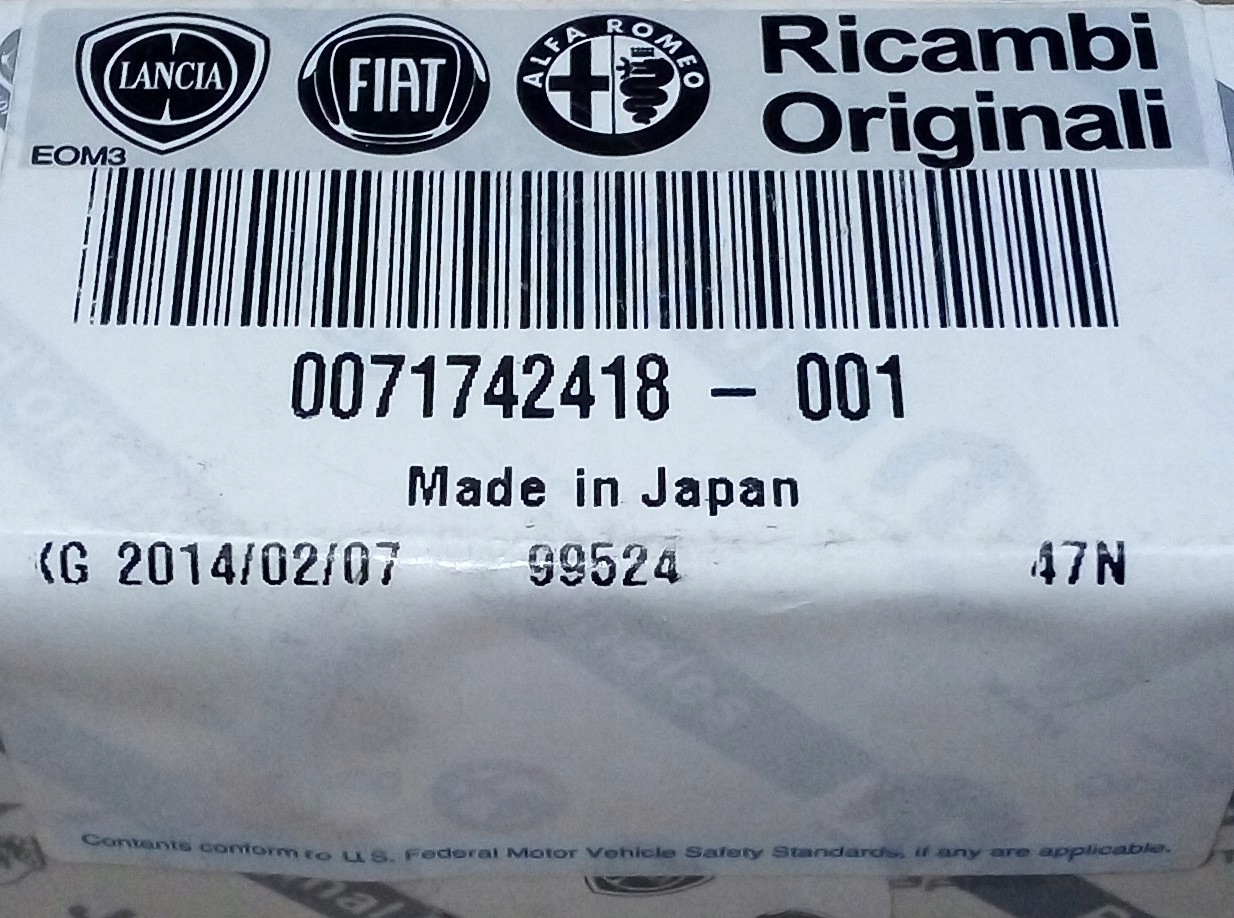 LANCIA FIAT ALFA ROMEO Ricambi
Originali
EOM3
0071742418 – 001
Made in Japan
KG 2014/02/07 99524 47N
Contents conform to U.S. Federal Motor Vehicle Safety Standards, if any are applicable.